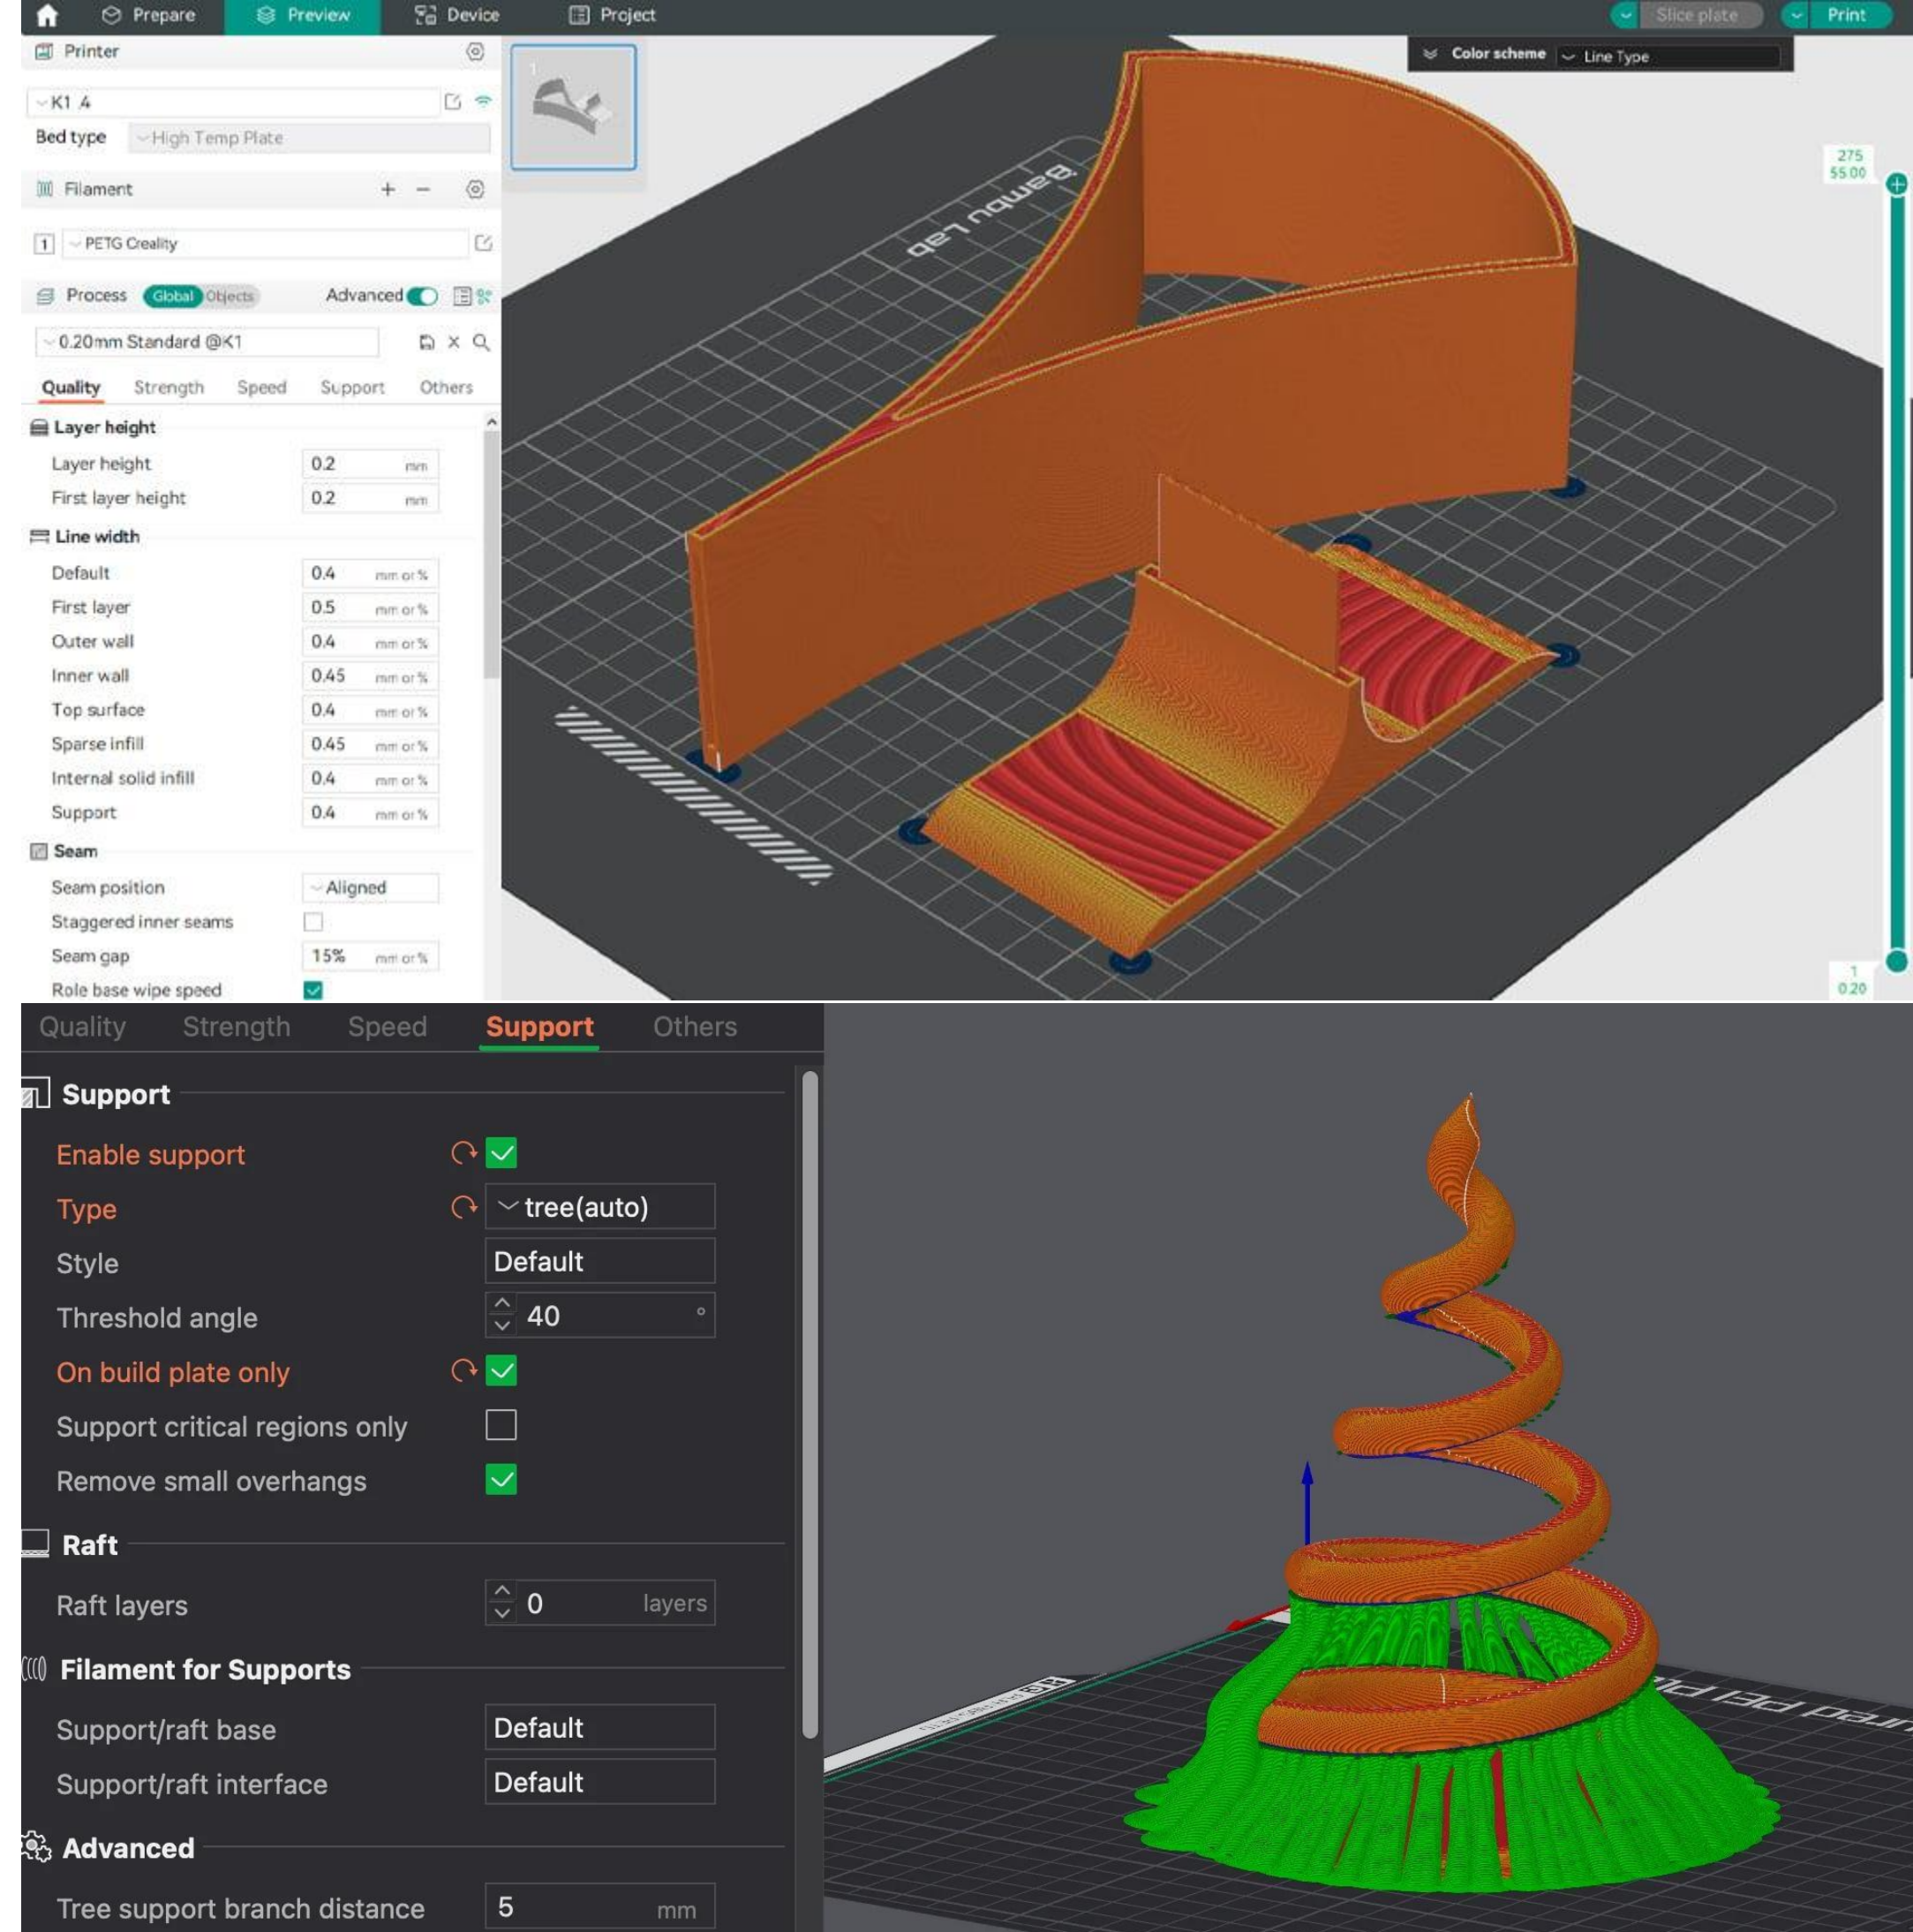 Prepare Preview Device Project Slice plate Print
Printer
Color scheme Line Type
1
K1 .4
Bed type High Temp Plate
275
55.00
Filament + −
Bambu Lab
1 PETG Creality
Process Global Objects Advanced
0.20mm Standard @K1
Quality Strength Speed Support Others
Layer height
Layer height 0.2 mm
First layer height 0.2 mm
Line width
Default 0.4 mm or %
First layer 0.5 mm or %
Outer wall 0.4 mm or %
Inner wall 0.45 mm or %
Top surface 0.4 mm or %
Sparse infill 0.45 mm or %
Internal solid infill 0.4 mm or %
Support 0.4 mm or %
Seam
Seam position Aligned
Staggered inner seams
Seam gap 15% mm or %
1
Role base wipe speed
0.20
Quality Strength Speed Support Others
Support
Enable support
Type tree(auto)
Style Default
Threshold angle 40 °
On build plate only
Support critical regions only
Remove small overhangs
Raft
Raft layers 0 layers
Filament for Supports
Support/raft base Default
Support/raft interface Default
Advanced
Tree support branch distance 5 mm